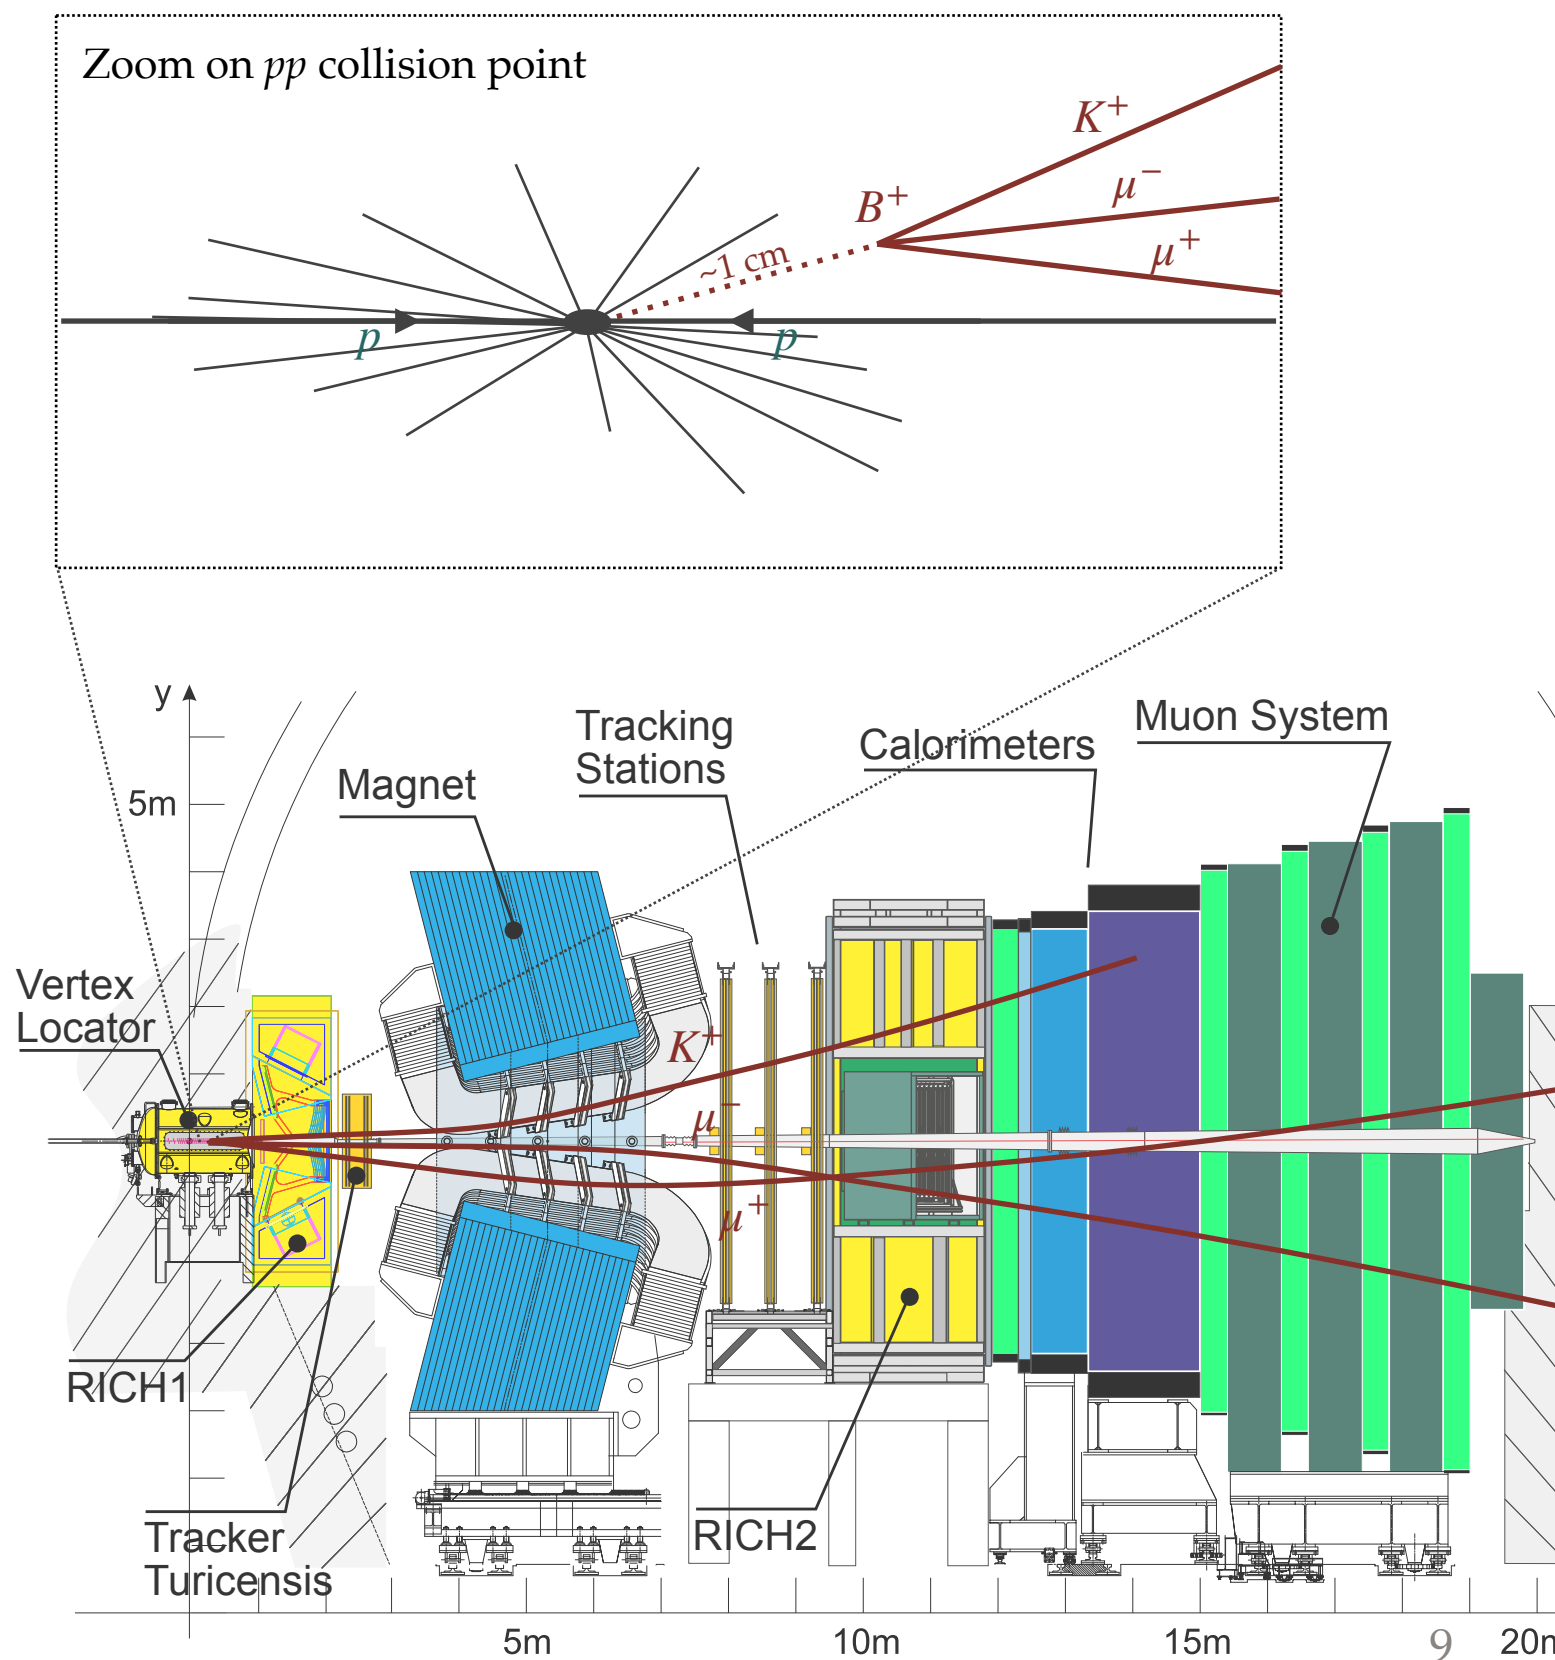 Zoom on pp collision point
K⁺
μ⁻
B⁺
μ⁺
~1 cm
p
p
y
Tracking
Stations
Muon System
Calorimeters
Magnet
5m
Vertex
Locator
K⁺
μ⁻
μ⁺
RICH1
RICH2
Tracker
Turicensis
5m
10m
15m
9
20m